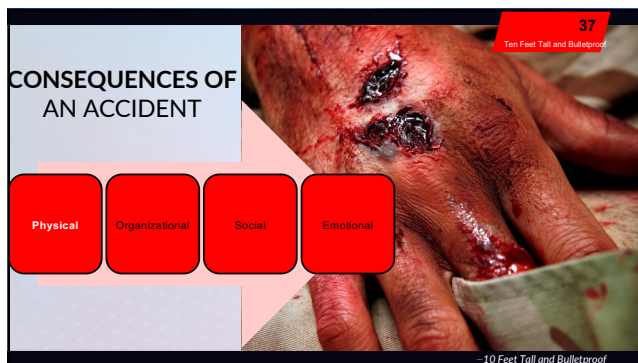 37
Ten Feet Tall and Bulletproof
CONSEQUENCES OF
AN ACCIDENT
Physical
Organizational
Social
Emotional
–10 Feet Tall and Bulletproof